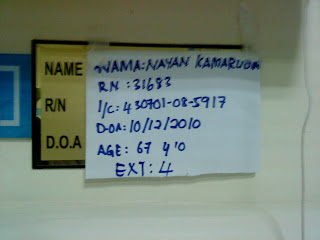 NAME
R/N
D.O.A
NAMA: NAYAN KAMARUDIN
RN : 31683
I/C: 430701-08-5917
D.O.A: 10/12/2010
AGE: 67 Y'O
EXT: 4